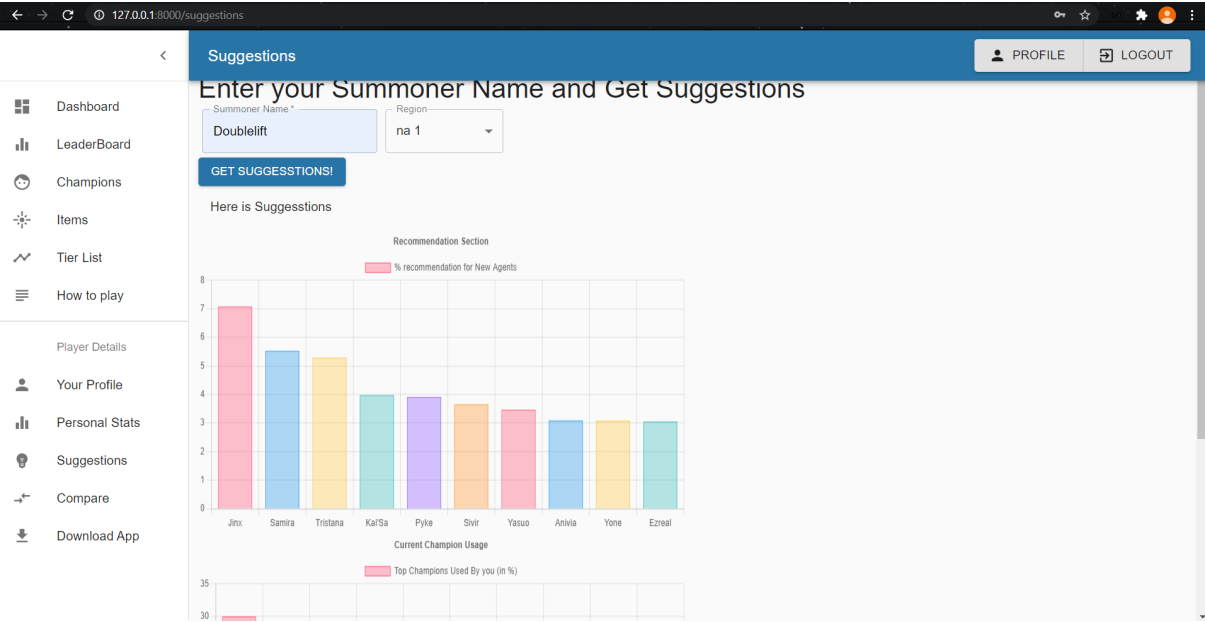 127.0.0.1:8000/suggestions
Suggestions
PROFILE
LOGOUT
Dashboard
LeaderBoard
Champions
Items
Tier List
How to play
Player Details
Your Profile
Personal Stats
Suggestions
Compare
Download App
Enter your Summoner Name and Get Suggestions
Summoner Name *
Doublelift
Region
na 1
GET SUGGESSTIONS!
Here is Suggesstions
Recommendation Section
% recommendation for New Agents
8
7
6
5
4
3
2
1
0
Jinx Samira Tristana Kai'Sa Pyke Sivir Yasuo Anivia Yone Ezreal
Current Champion Usage
Top Champions Used By you (in %)
35
30